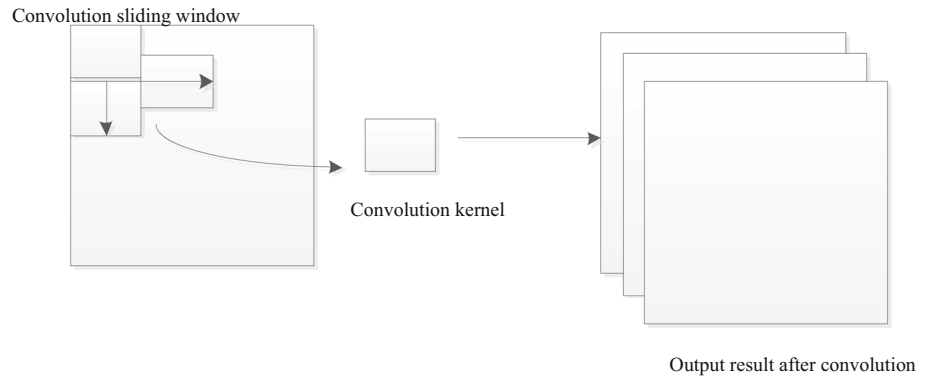 Convolution sliding window
Convolution kernel
Output result after convolution